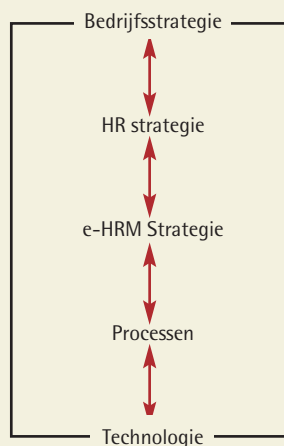 Bedrijfsstrategie
HR strategie
e-HRM Strategie
Processen
Technologie